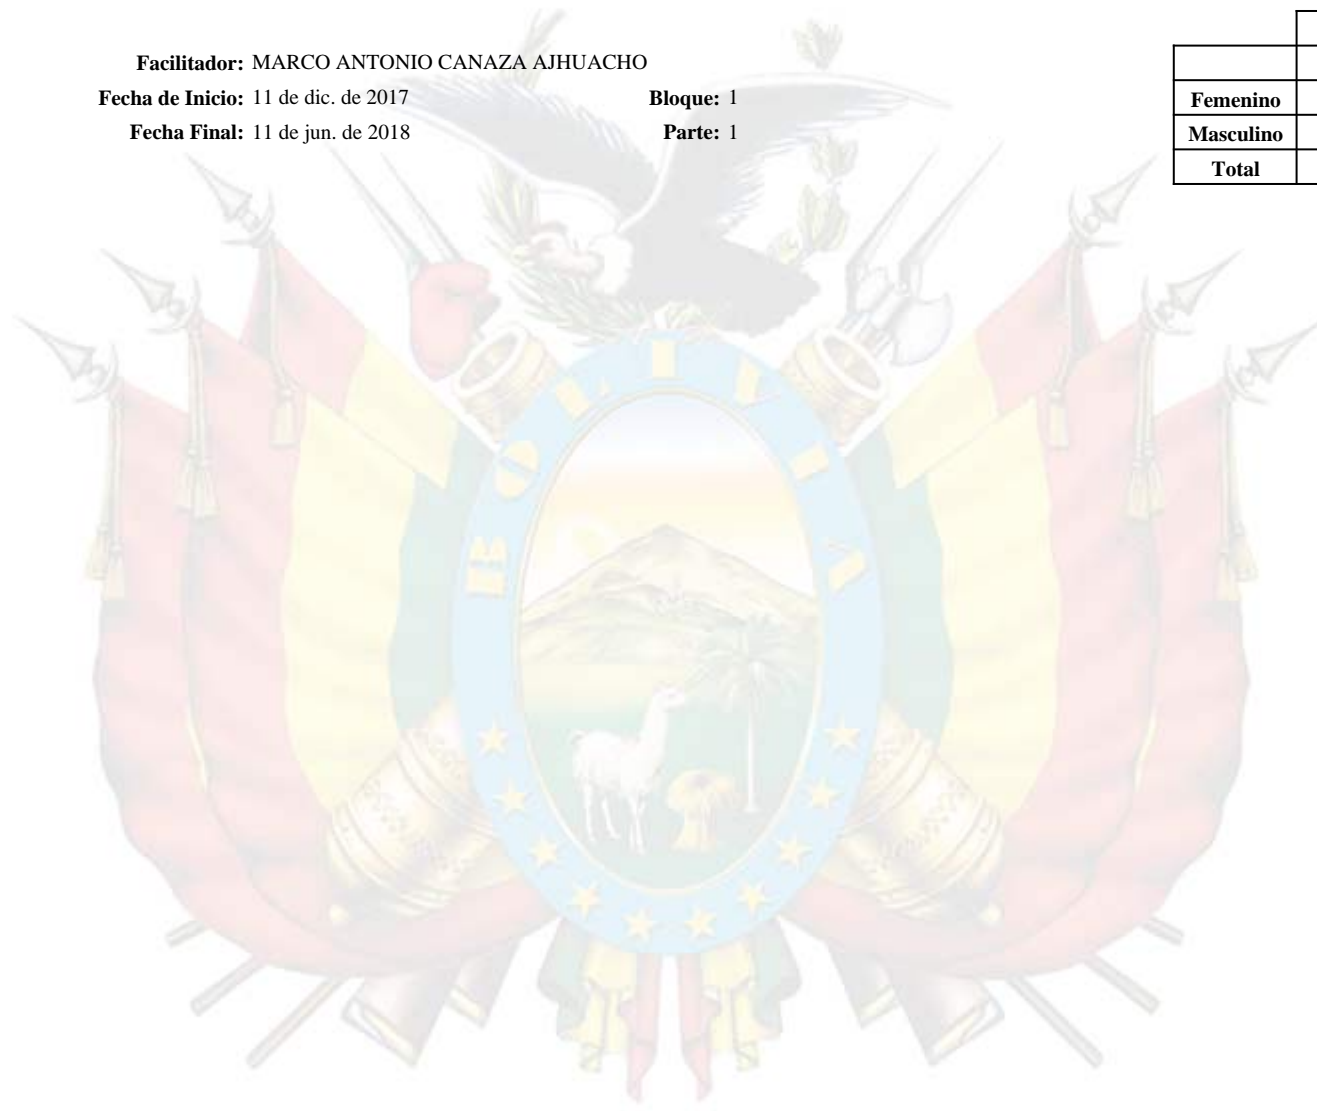 Facilitador: MARCO ANTONIO CANAZA AJHUACHO
Fecha de Inicio: 11 de dic. de 2017 Bloque: 1
Fecha Final: 11 de jun. de 2018 Parte: 1
Femenino
Masculino
Total
BOLIVIA